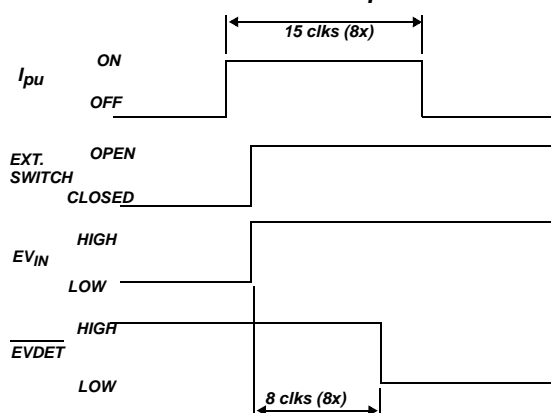 15 clks (8x)
Ipu
ON
OFF
EXT.
SWITCH
OPEN
CLOSED
EVIN
HIGH
LOW
EVDET
HIGH
LOW
8 clks (8x)